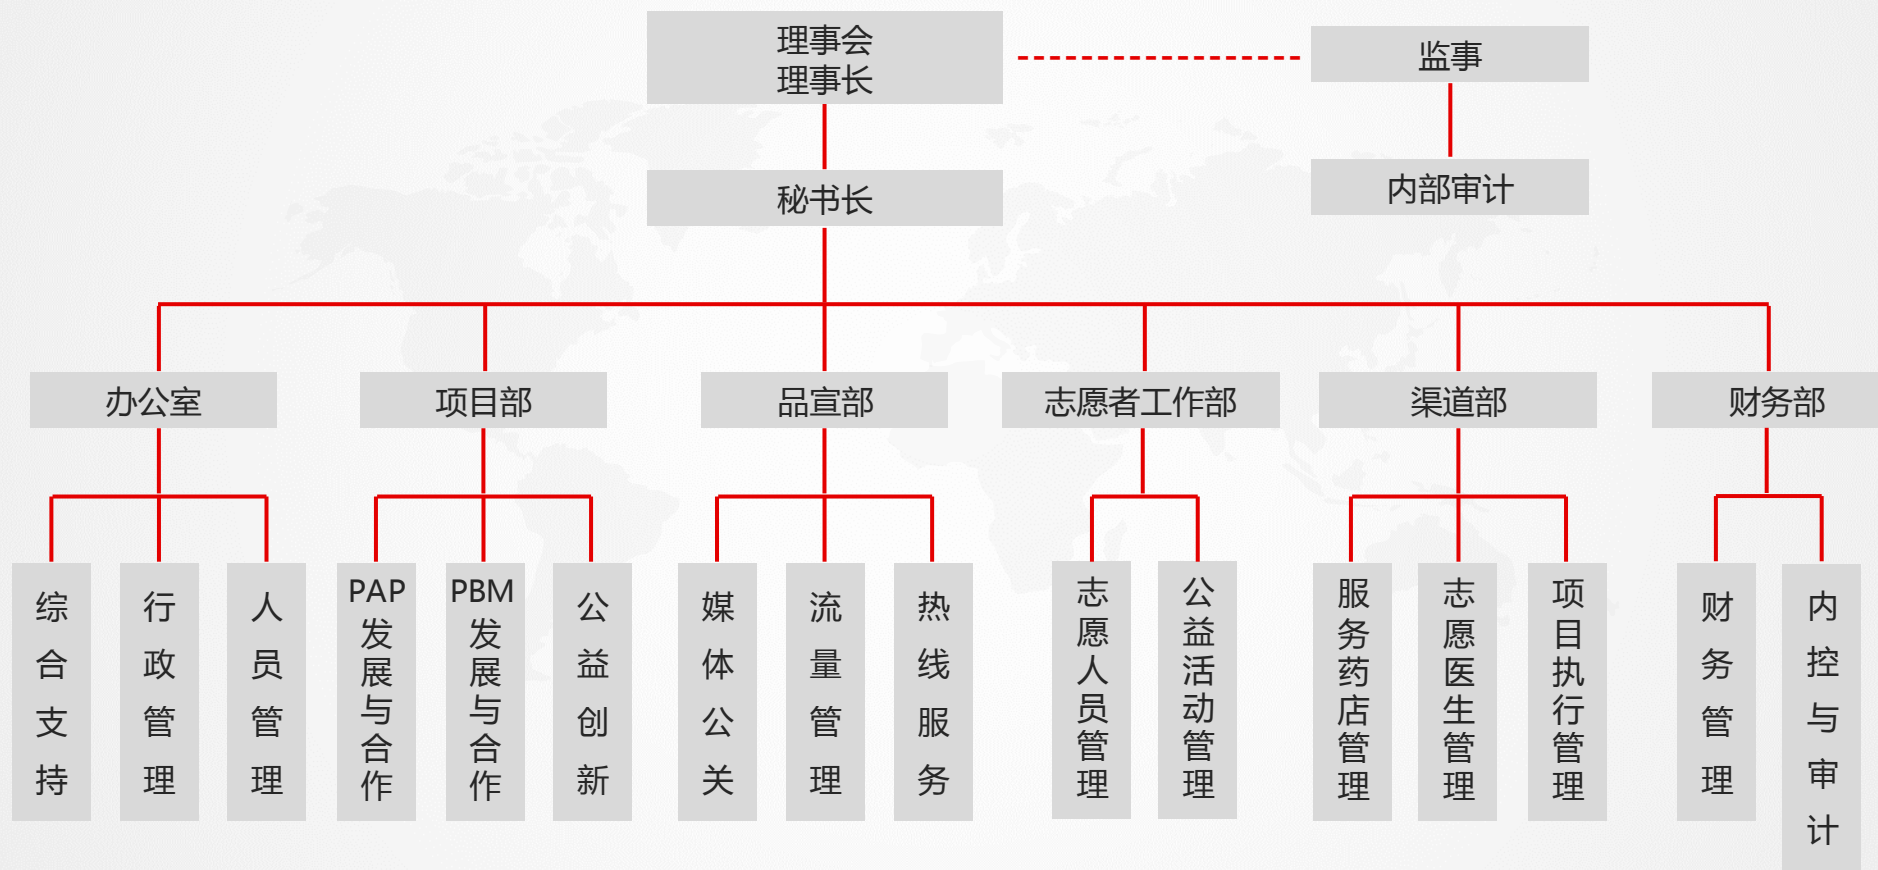 理事会
理事长
监事
秘书长
内部审计
办公室
项目部
品宣部
志愿者工作部
渠道部
财务部
综合支持
行政管理
人员管理
PAP发展与合作
PBM发展与合作
公益创新
媒体公关
流量管理
热线服务
志愿人员管理
公益活动管理
服务药店管理
志愿医生管理
项目执行管理
财务管理
内控与审计